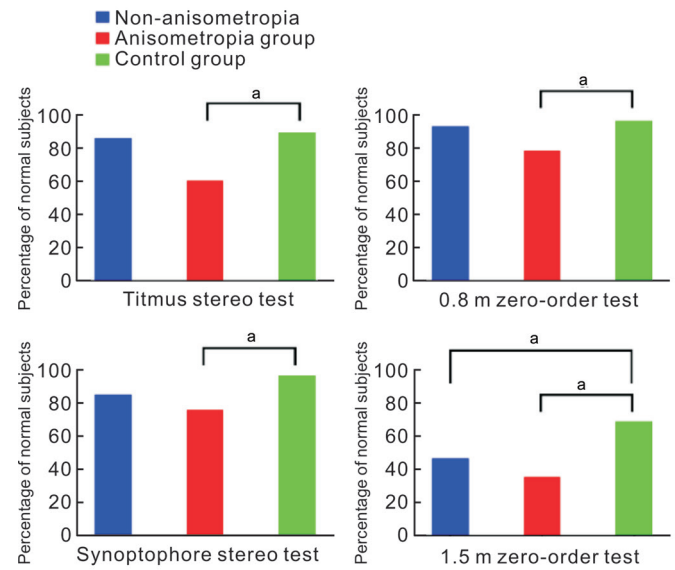 Non-anisometropia
Anisometropia group
Control group
Percentage of normal subjects
100
80
60
40
20
0
a
Titmus stereo test
Percentage of normal subjects
100
80
60
40
20
0
a
0.8 m zero-order test
Percentage of normal subjects
100
80
60
40
20
0
a
Synoptophore stereo test
Percentage of normal subjects
100
80
60
40
20
0
a
a
1.5 m zero-order test